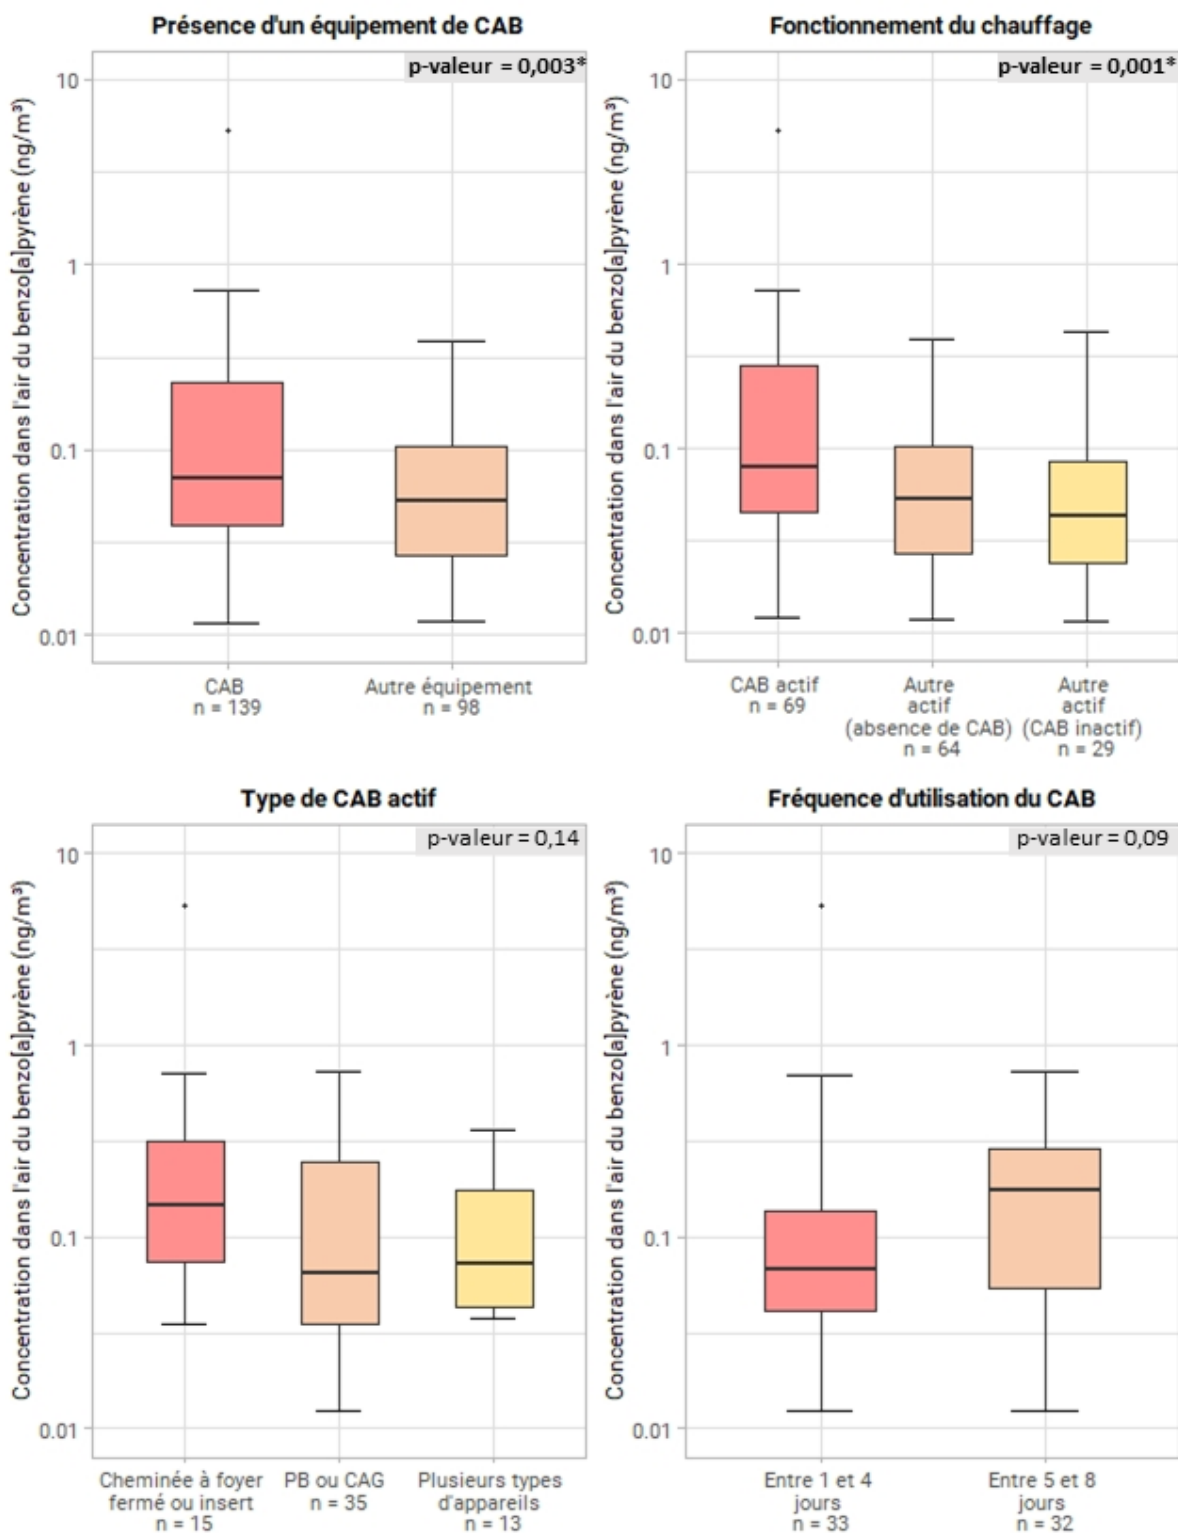 Présence d'un équipement de CAB
p-valeur = 0,003*
Concentration dans l'air du benzo[a]pyrène (ng/m³)
10
1
0.1
0.01
CAB
n = 139
Autre équipement
n = 98
Fonctionnement du chauffage
p-valeur = 0,001*
Concentration dans l'air du benzo[a]pyrène (ng/m³)
10
1
0.1
0.01
CAB actif
n = 69
Autre
actif
(absence de CAB)
n = 64
Autre
actif
(CAB inactif)
n = 29
Type de CAB actif
p-valeur = 0,14
Concentration dans l'air du benzo[a]pyrène (ng/m³)
10
1
0.1
0.01
Cheminée à foyer
fermé ou insert
n = 15
PB ou CAG
n = 35
Plusieurs types
d'appareils
n = 13
Fréquence d'utilisation du CAB
p-valeur = 0,09
Concentration dans l'air du benzo[a]pyrène (ng/m³)
10
1
0.1
0.01
Entre 1 et 4
jours
n = 33
Entre 5 et 8
jours
n = 32